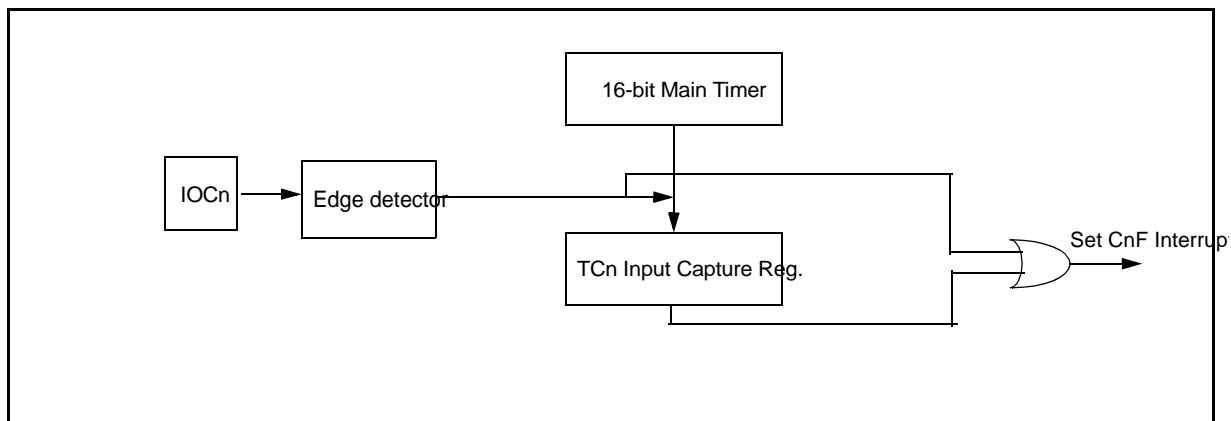 16-bit Main Timer
IOCn
Edge detector
TCn Input Capture Reg.
Set CnF Interrupt